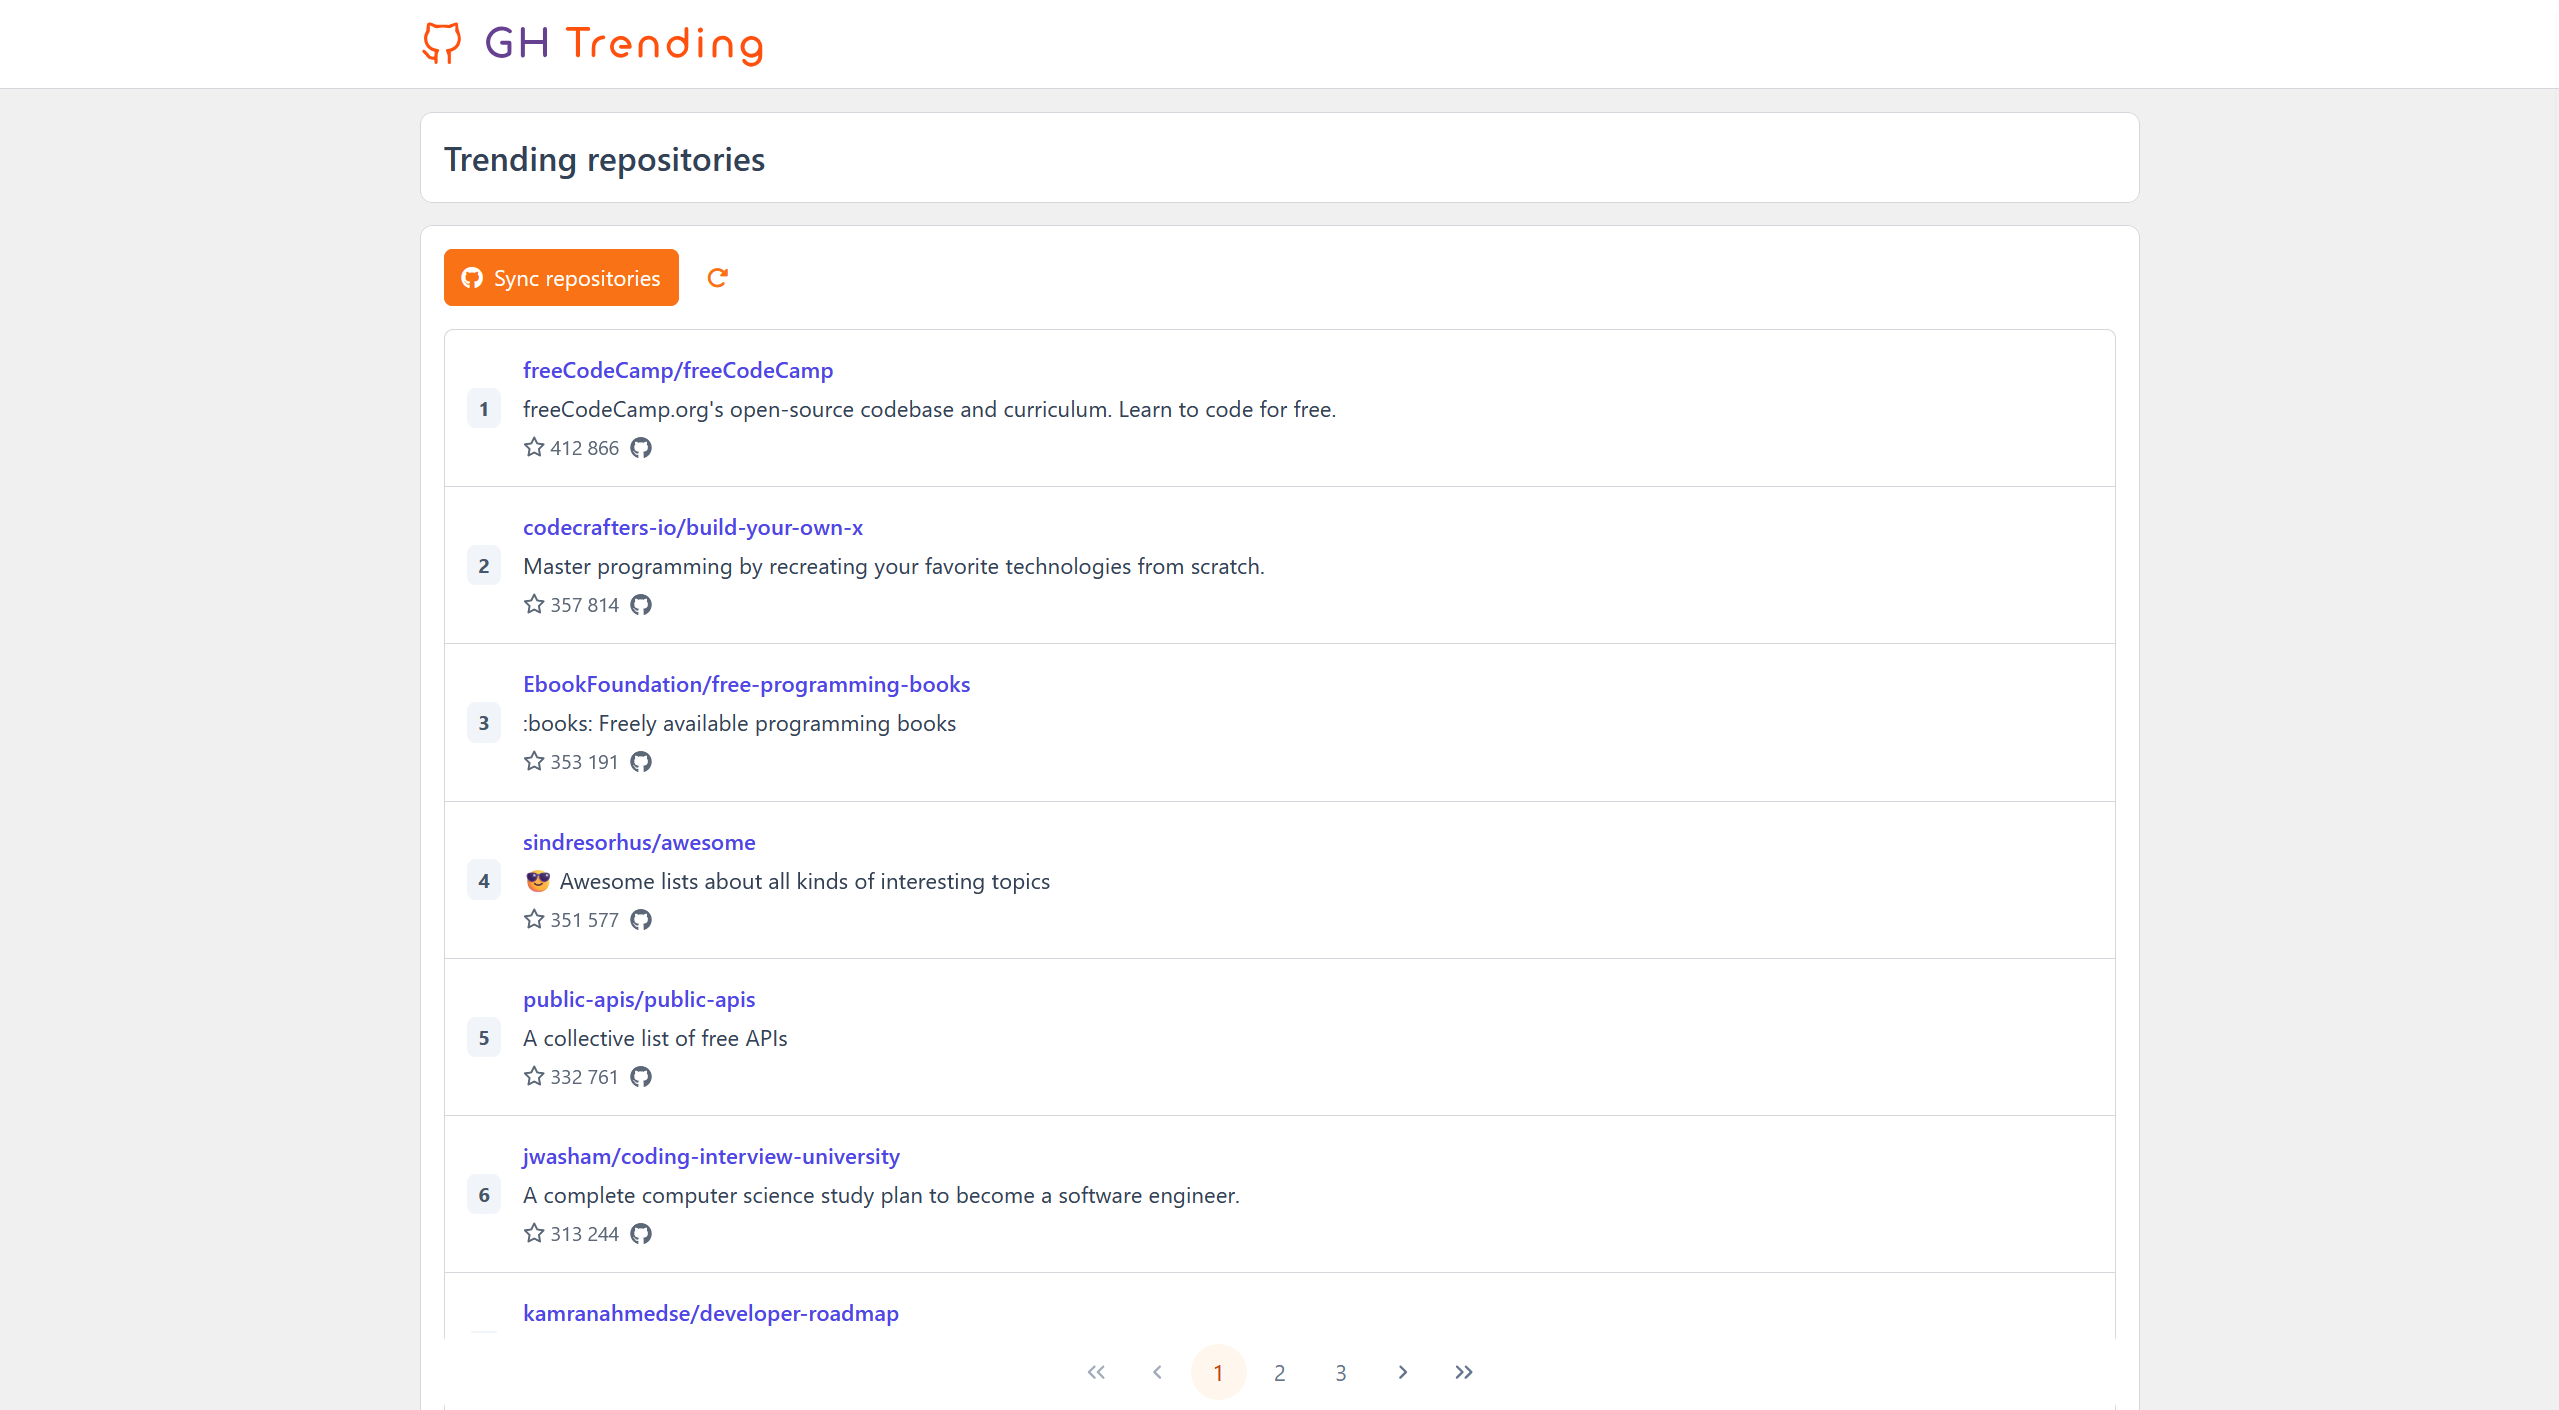 GH Trending
Trending repositories
Sync repositories
freeCodeCamp/freeCodeCamp
1
freeCodeCamp.org's open-source codebase and curriculum. Learn to code for free.
412 866
codecrafters-io/build-your-own-x
2
Master programming by recreating your favorite technologies from scratch.
357 814
EbookFoundation/free-programming-books
3
:books: Freely available programming books
353 191
sindresorhus/awesome
4
😎 Awesome lists about all kinds of interesting topics
351 577
public-apis/public-apis
5
A collective list of free APIs
332 761
jwasham/coding-interview-university
6
A complete computer science study plan to become a software engineer.
313 244
kamranahmedse/developer-roadmap
1 2 3